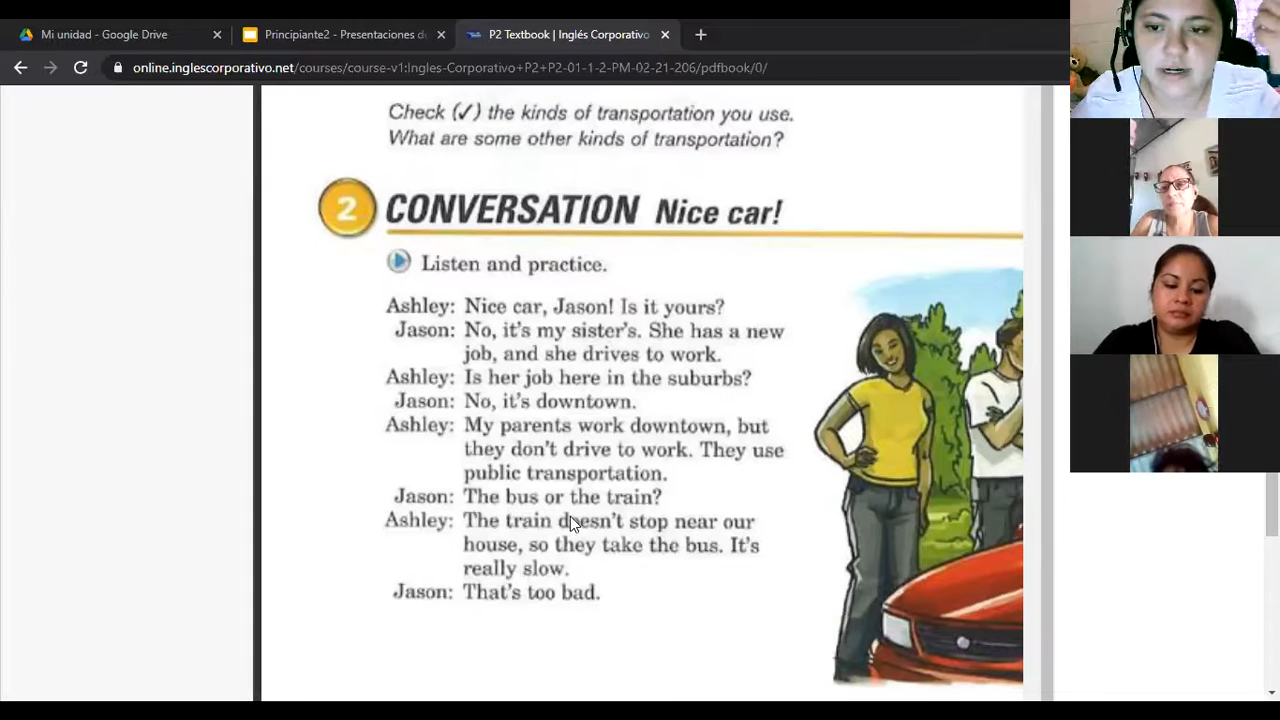 Mi unidad - Google Drive
Principiante2 - Presentaciones d
P2 Textbook | Inglés Corporativo
online.inglescorporativo.net/courses/course-v1:Ingles-Corporativo+P2+P2-01-1-2-PM-02-21-206/pdfbook/0/
Check (✓) the kinds of transportation you use.
What are some other kinds of transportation?
2 CONVERSATION Nice car!
Listen and practice.
Ashley: Nice car, Jason! Is it yours?
Jason: No, it's my sister's. She has a new
job, and she drives to work.
Ashley: Is her job here in the suburbs?
Jason: No, it's downtown.
Ashley: My parents work downtown, but
they don't drive to work. They use
public transportation.
Jason: The bus or the train?
Ashley: The train doesn't stop near our
house, so they take the bus. It's
really slow.
Jason: That's too bad.